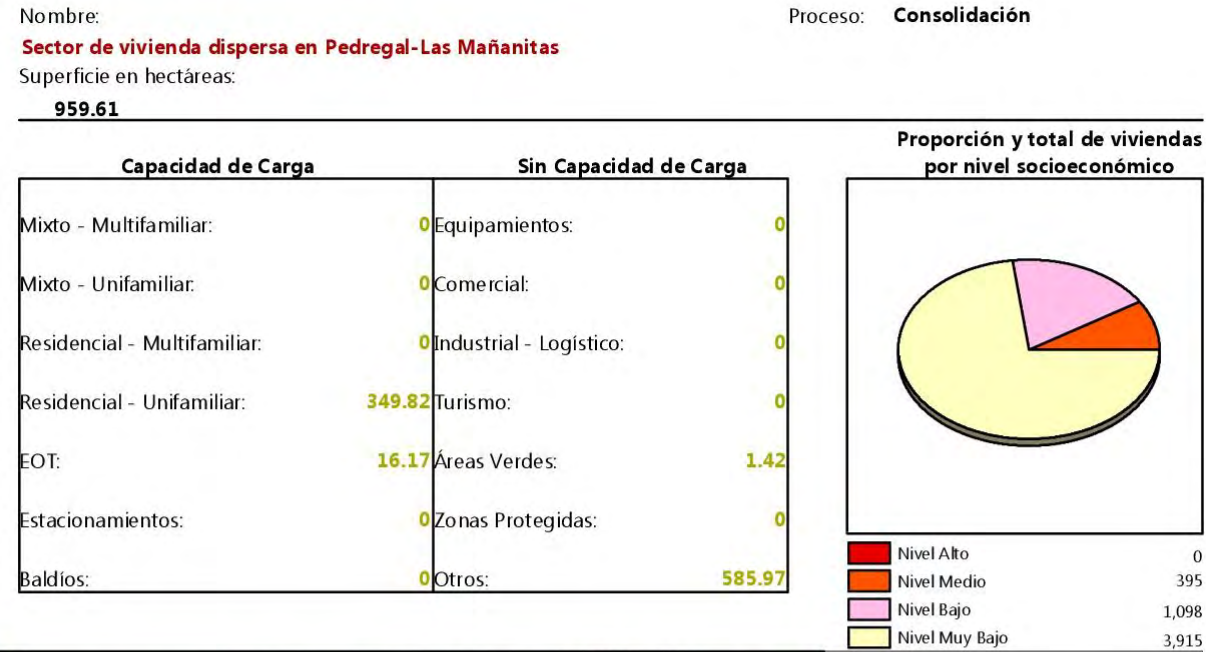 Nombre:
Proceso: Consolidación
Sector de vivienda dispersa en Pedregal-Las Mañanitas
Superficie en hectáreas:
959.61
Capacidad de Carga
Sin Capacidad de Carga
Proporción y total de viviendas
por nivel socioeconómico
Mixto - Multifamiliar: 0 Equipamientos: 0
Mixto - Unifamiliar: 0 Comercial: 0
Residencial - Multifamiliar: 0 Industrial - Logístico: 0
Residencial - Unifamiliar: 349.82 Turismo: 0
EOT: 16.17 Áreas Verdes: 1.42
Estacionamientos: 0 Zonas Protegidas: 0
Baldíos: 0 Otros: 585.97
Nivel Alto 0
Nivel Medio 395
Nivel Bajo 1,098
Nivel Muy Bajo 3,915